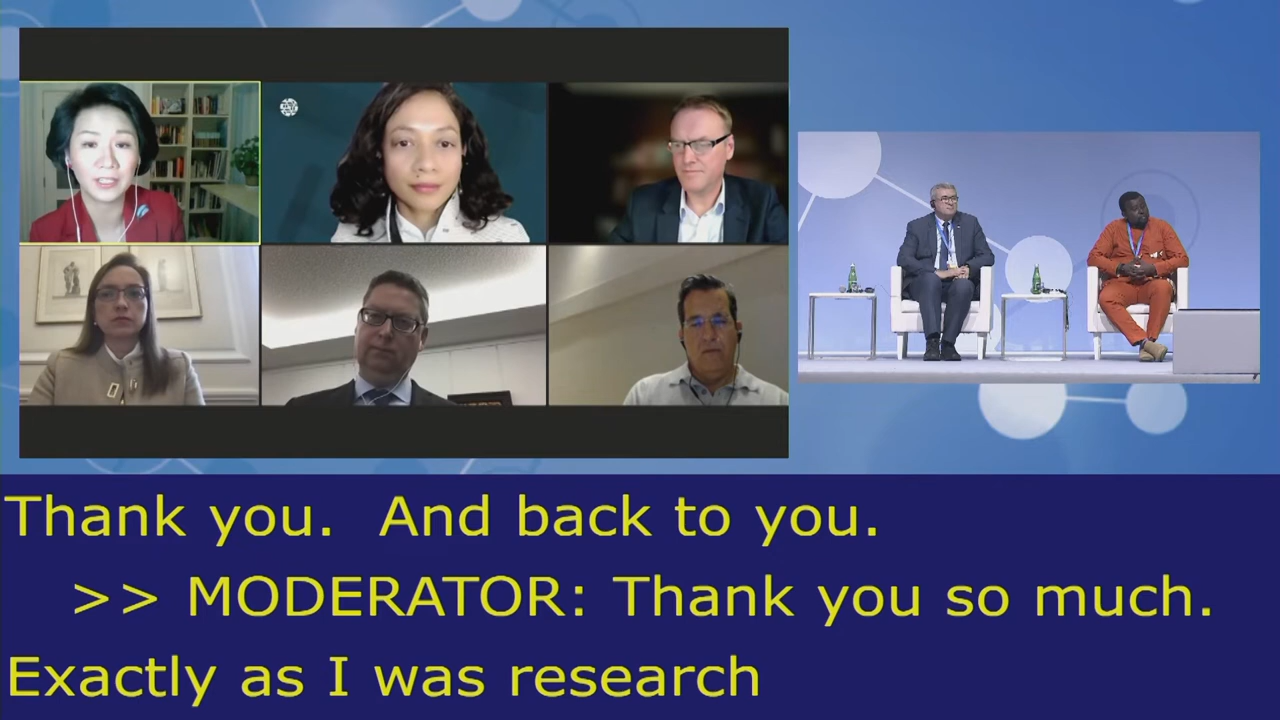 Thank you.  And back to you.
>> MODERATOR: Thank you so much.
Exactly as I was research